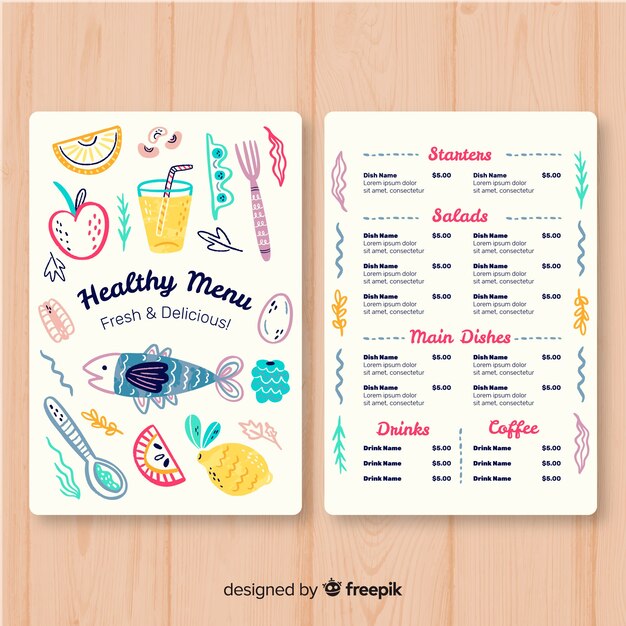 Healthy Menu
Fresh & Delicious!
Starters
Dish Name $5.00 Dish Name $5.00
Lorem ipsum dolor Lorem ipsum dolor
sit amet, consectetur sit amet, consectetur
Salads
Dish Name $5.00 Dish Name $5.00
Lorem ipsum dolor Lorem ipsum dolor
sit amet, consectetur sit amet, consectetur
Dish Name $5.00 Dish Name $5.00
Lorem ipsum dolor Lorem ipsum dolor
sit amet, consectetur sit amet, consectetur
Dish Name $5.00 Dish Name $5.00
Lorem ipsum dolor Lorem ipsum dolor
sit amet, consectetur sit amet, consectetur
Main Dishes
Dish Name $5.00 Dish Name $5.00
Lorem ipsum dolor Lorem ipsum dolor
sit amet, consectetur sit amet, consectetur
Dish Name $5.00 Dish Name $5.00
Lorem ipsum dolor Lorem ipsum dolor
sit amet, consectetur sit amet, consectetur
Drinks
Drink Name $5.00
Drink Name $5.00
Drink Name $5.00
Coffee
Drink Name $5.00
Drink Name $5.00
Drink Name $5.00
designed by freepik